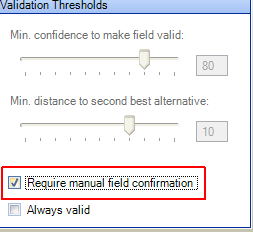 Validation Thresholds
Min. confidence to make field valid:
80
Min. distance to second best alternative:
10
Require manual field confirmation
Always valid